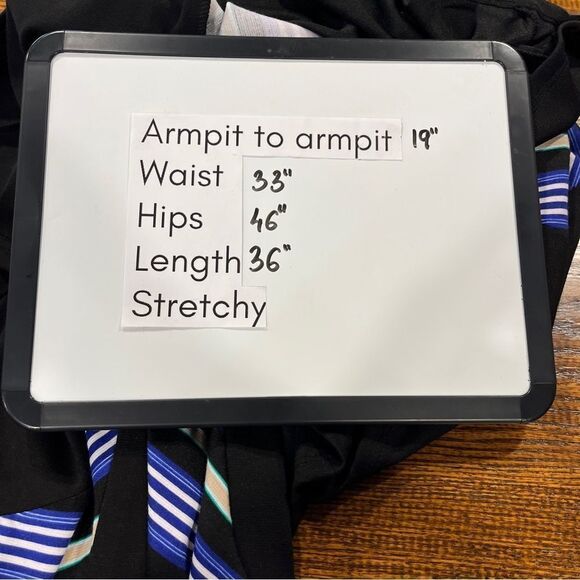 Armpit to armpit 19"
Waist 33"
Hips 46"
Length 36"
Stretchy